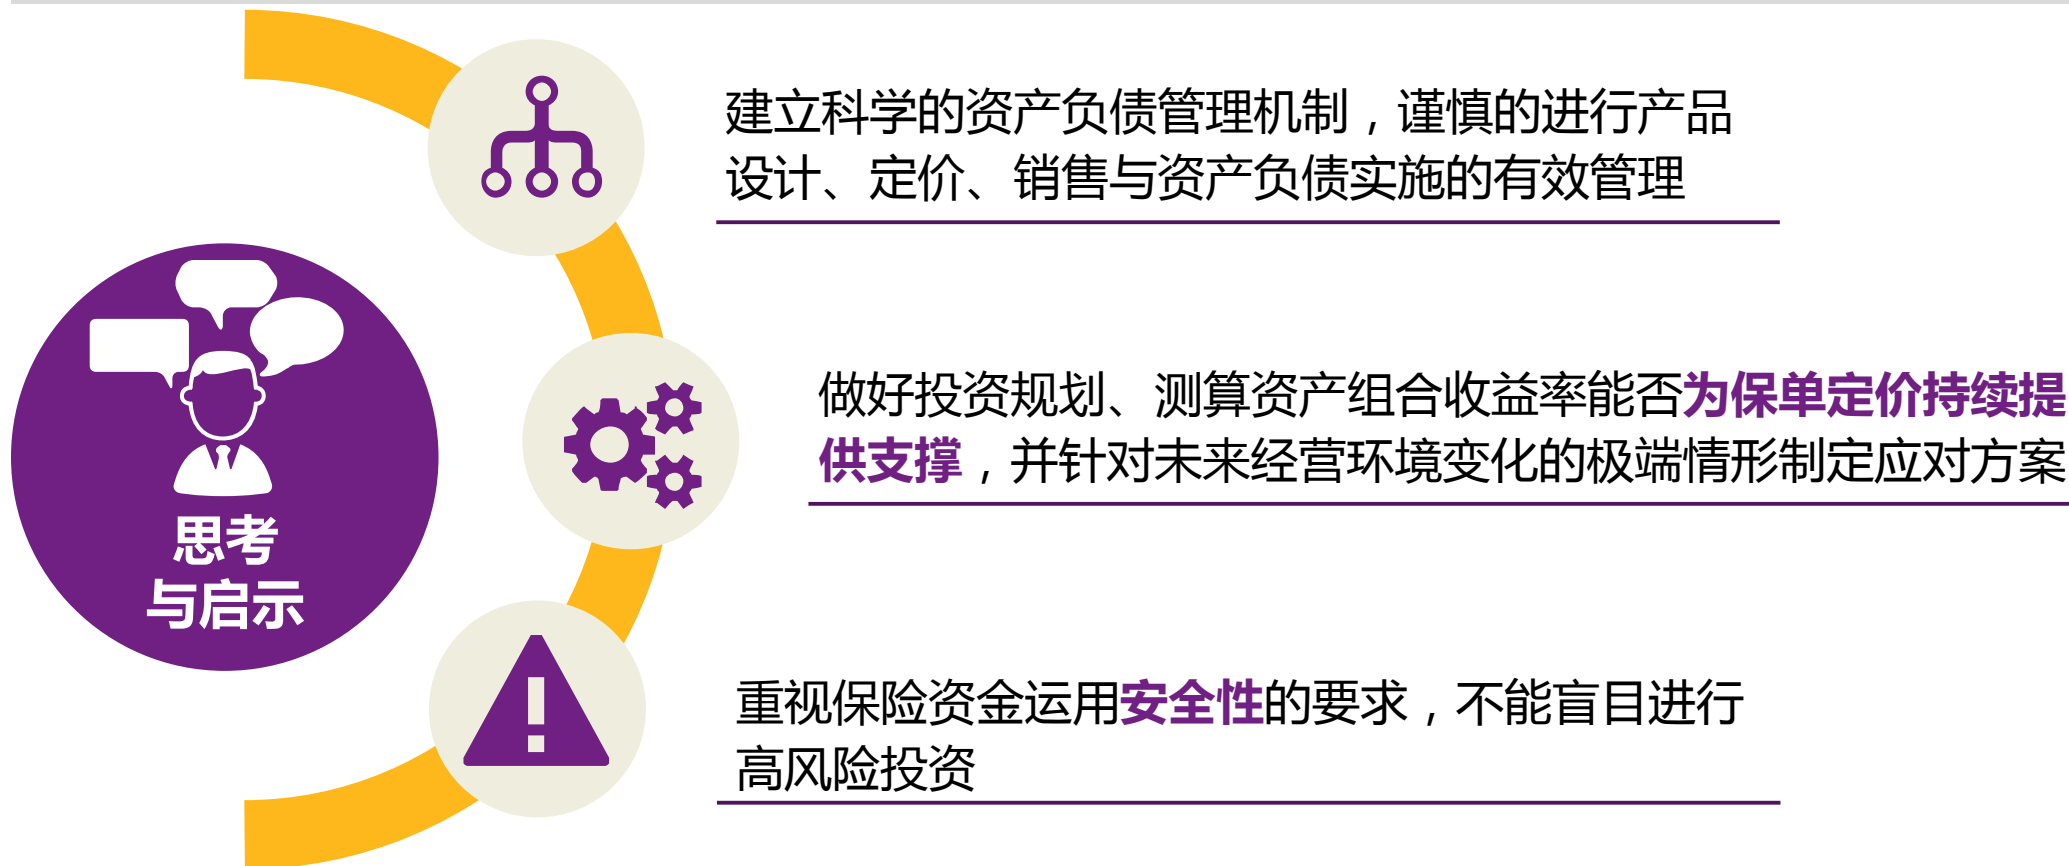 建立科学的资产负债管理机制，谨慎的进行产品
设计、定价、销售与资产负债实施的有效管理
做好投资规划、测算资产组合收益率能否为保单定价持续提
供支撑，并针对未来经营环境变化的极端情形制定应对方案
思考
与启示
重视保险资金运用安全性的要求，不能盲目进行
高风险投资